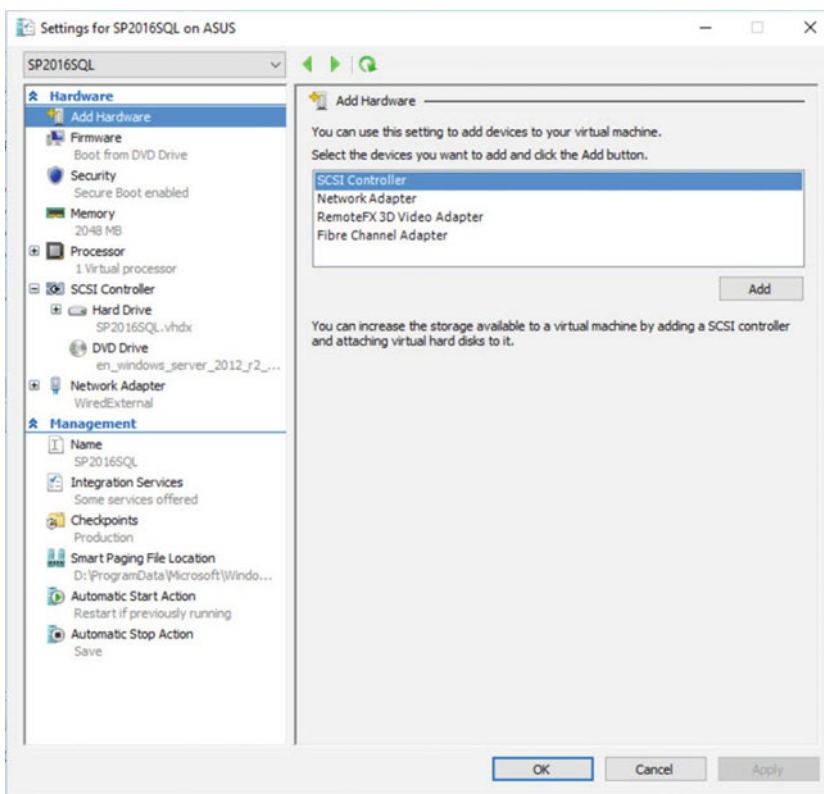 Settings for SP2016SQL on ASUS
SP2016SQL
Hardware
Add Hardware
Firmware
Boot from DVD Drive
Security
Secure Boot enabled
Memory
2048 MB
Processor
1 Virtual processor
SCSI Controller
Hard Drive
SP2016SQL.vhdx
DVD Drive
en_windows_server_2012_r2_...
Network Adapter
WiredExternal
Management
Name
SP2016SQL
Integration Services
Some services offered
Checkpoints
Production
Smart Paging File Location
D:\ProgramData\Microsoft\Windo...
Automatic Start Action
Restart if previously running
Automatic Stop Action
Save
Add Hardware
You can use this setting to add devices to your virtual machine.
Select the devices you want to add and click the Add button.
SCSI Controller
Network Adapter
RemoteFX 3D Video Adapter
Fibre Channel Adapter
Add
You can increase the storage available to a virtual machine by adding a SCSI controller
and attaching virtual hard disks to it.
OK
Cancel
Apply